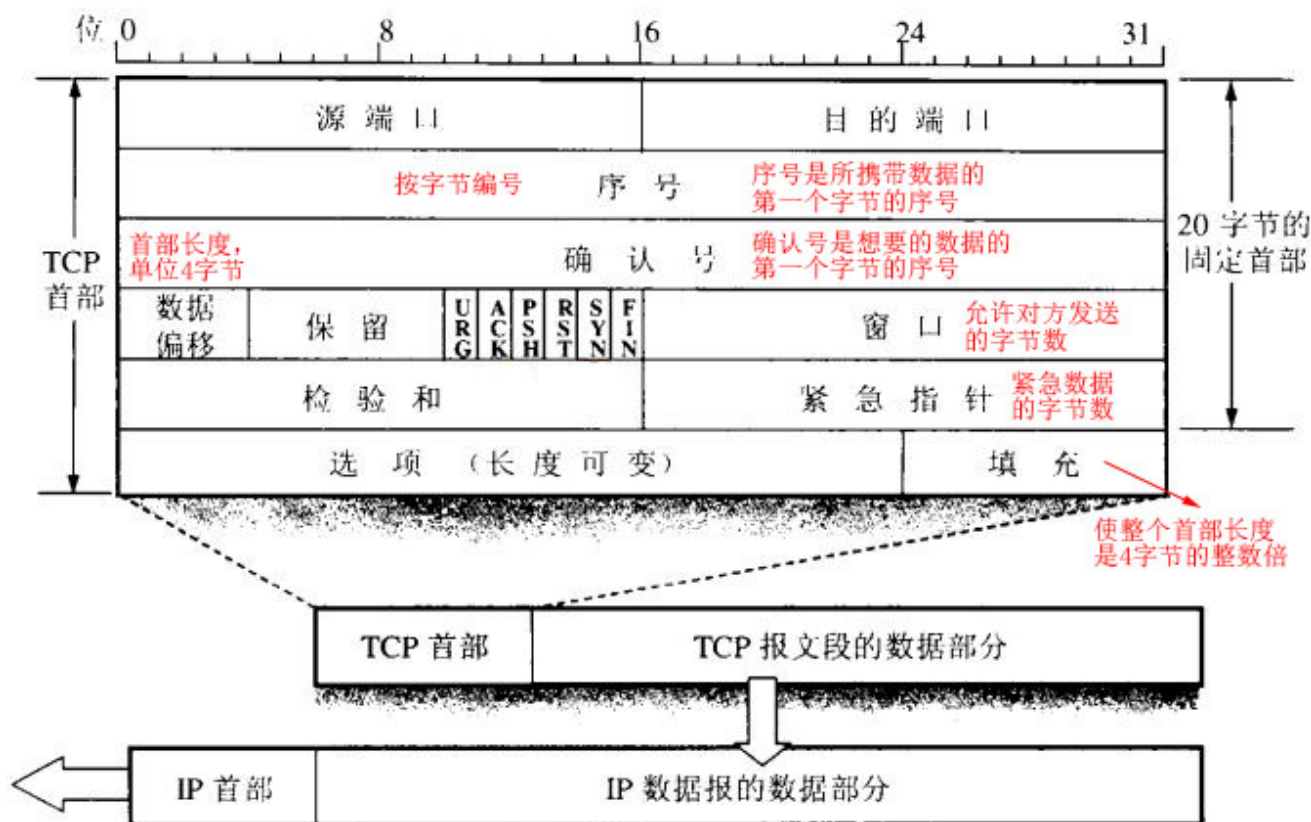 位 0 8 16 24 31
源 端 口 目 的 端 口
按字节编号 序 号 序号是所携带数据的
第一个字节的序号
首部长度，
单位4字节
确 认 号 确认号是想要的数据的
第一个字节的序号
TCP
首部
20 字节的
固定首部
数据
偏移
保 留
URG
ACK
PSH
RST
SYN
FIN
窗 口 允许对方发送
的字节数
检 验 和 紧 急 指 针 紧急数据
的字节数
选 项 （长 度 可 变） 填 充
使整个首部长度
是4字节的整数倍
TCP 首部 TCP 报文段的数据部分
IP 首部 IP 数据报的数据部分